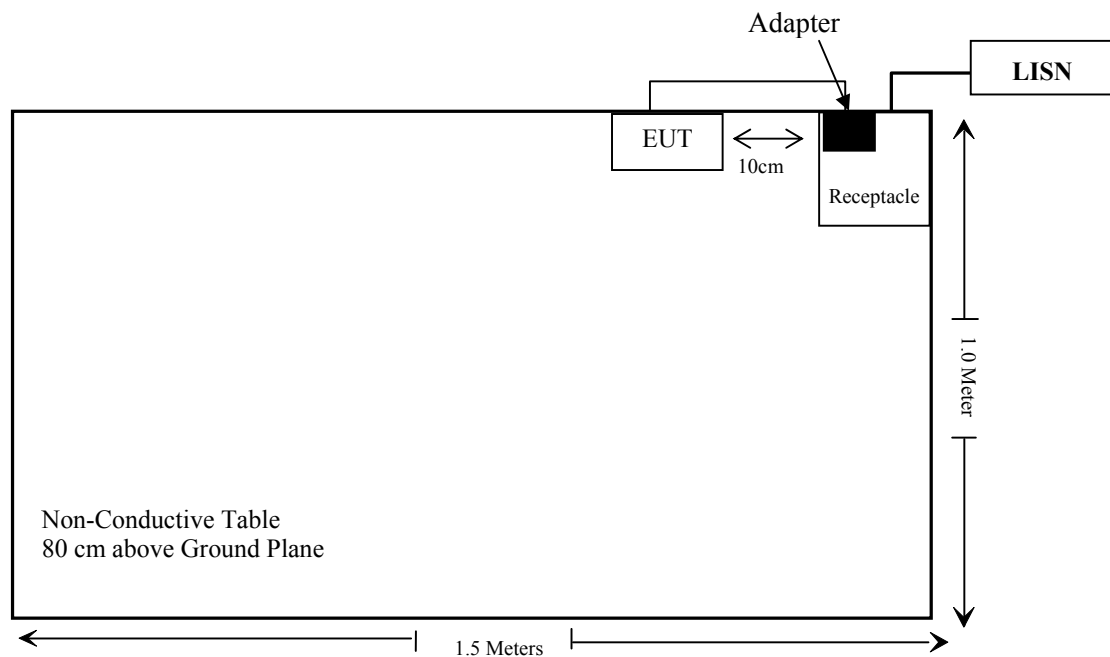 Adapter
LISN
EUT
10cm
Receptacle
1.0 Meter
Non-Conductive Table
80 cm above Ground Plane
1.5 Meters